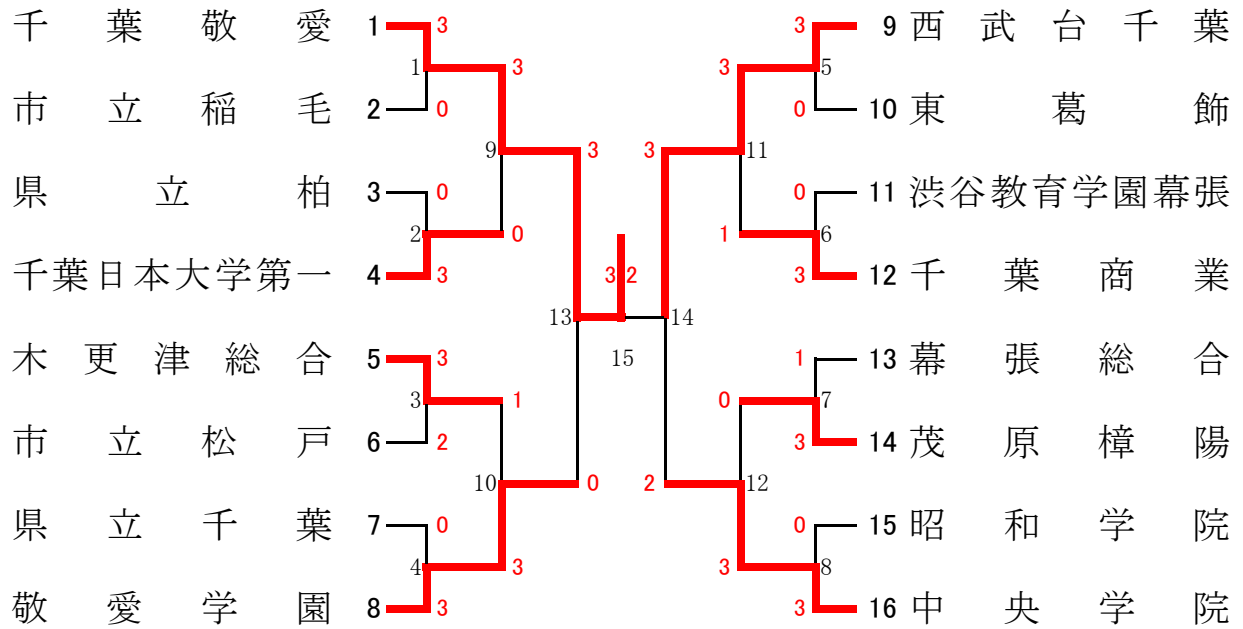 千葉敬愛 1 3 3 9 西武台千葉
1 3 3 5
市立稲毛 2 0 0 10 東葛飾
9 3 3 11
県立柏 3 0 0 11 渋谷教育学園幕張
2 0 1 6
千葉日本大学第一 4 3 3 2 3 12 千葉商業
13 14
木更津総合 5 3 15 1 13 幕張総合
3 1 0 7
市立松戸 6 2 3 14 茂原樟陽
10 0 2 12
県立千葉 7 0 0 15 昭和学院
4 3 3 8
敬愛学園 8 3 3 16 中央学院